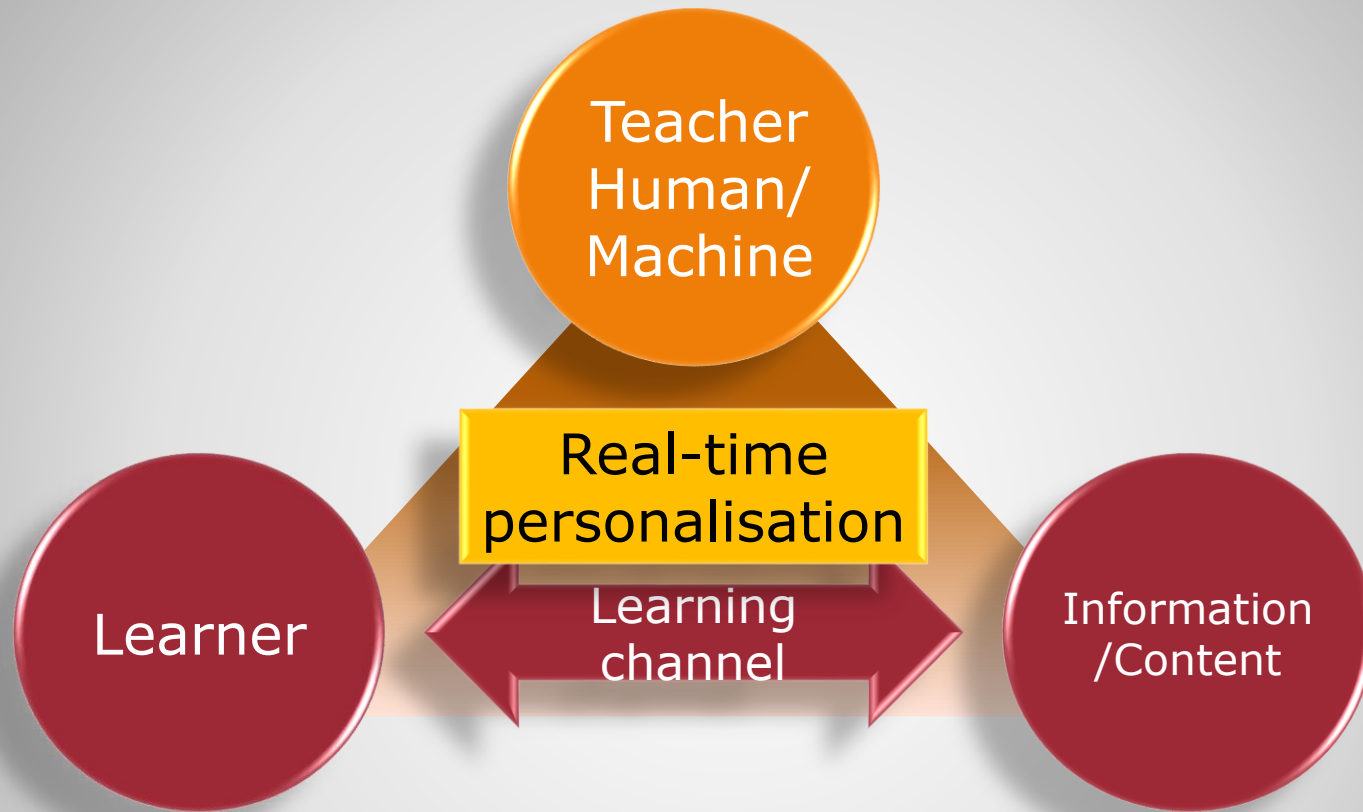 Teacher
Human/
Machine
Real-time
personalisation
Learner
Learning
channel
Information
/Content